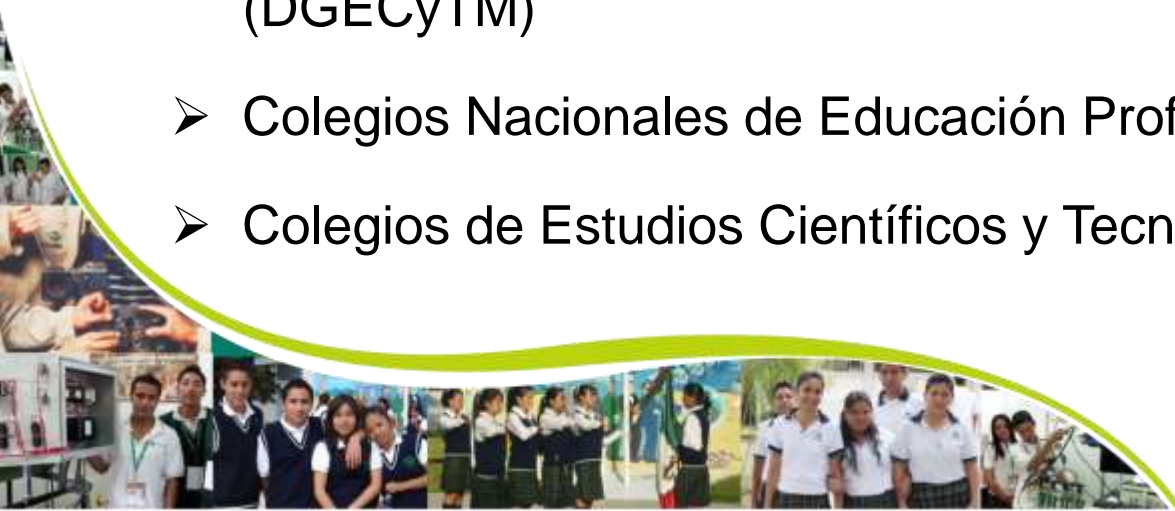 (DGECyTM)
➢ Colegios Nacionales de Educación Prof
➢ Colegios de Estudios Científicos y Tecn